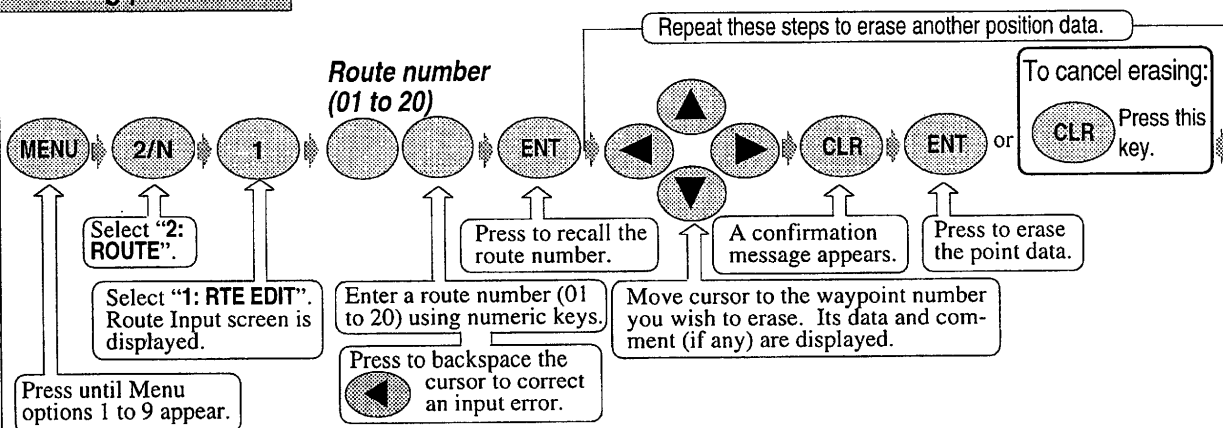 Repeat these steps to erase another position data.
Route number
(01 to 20)
To cancel erasing:
CLR
Press this
key.
MENU
2/N
1
ENT
CLR
ENT
or
Select “2:
ROUTE”.
Press to recall the
route number.
A confirmation
message appears.
Press to erase
the point data.
Select “1: RTE EDIT”.
Route Input screen is
displayed.
Enter a route number (01
to 20) using numeric keys.
Move cursor to the waypoint number
you wish to erase. Its data and com-
ment (if any) are displayed.
Press to backspace the
cursor to correct
an input error.
Press until Menu
options 1 to 9 appear.